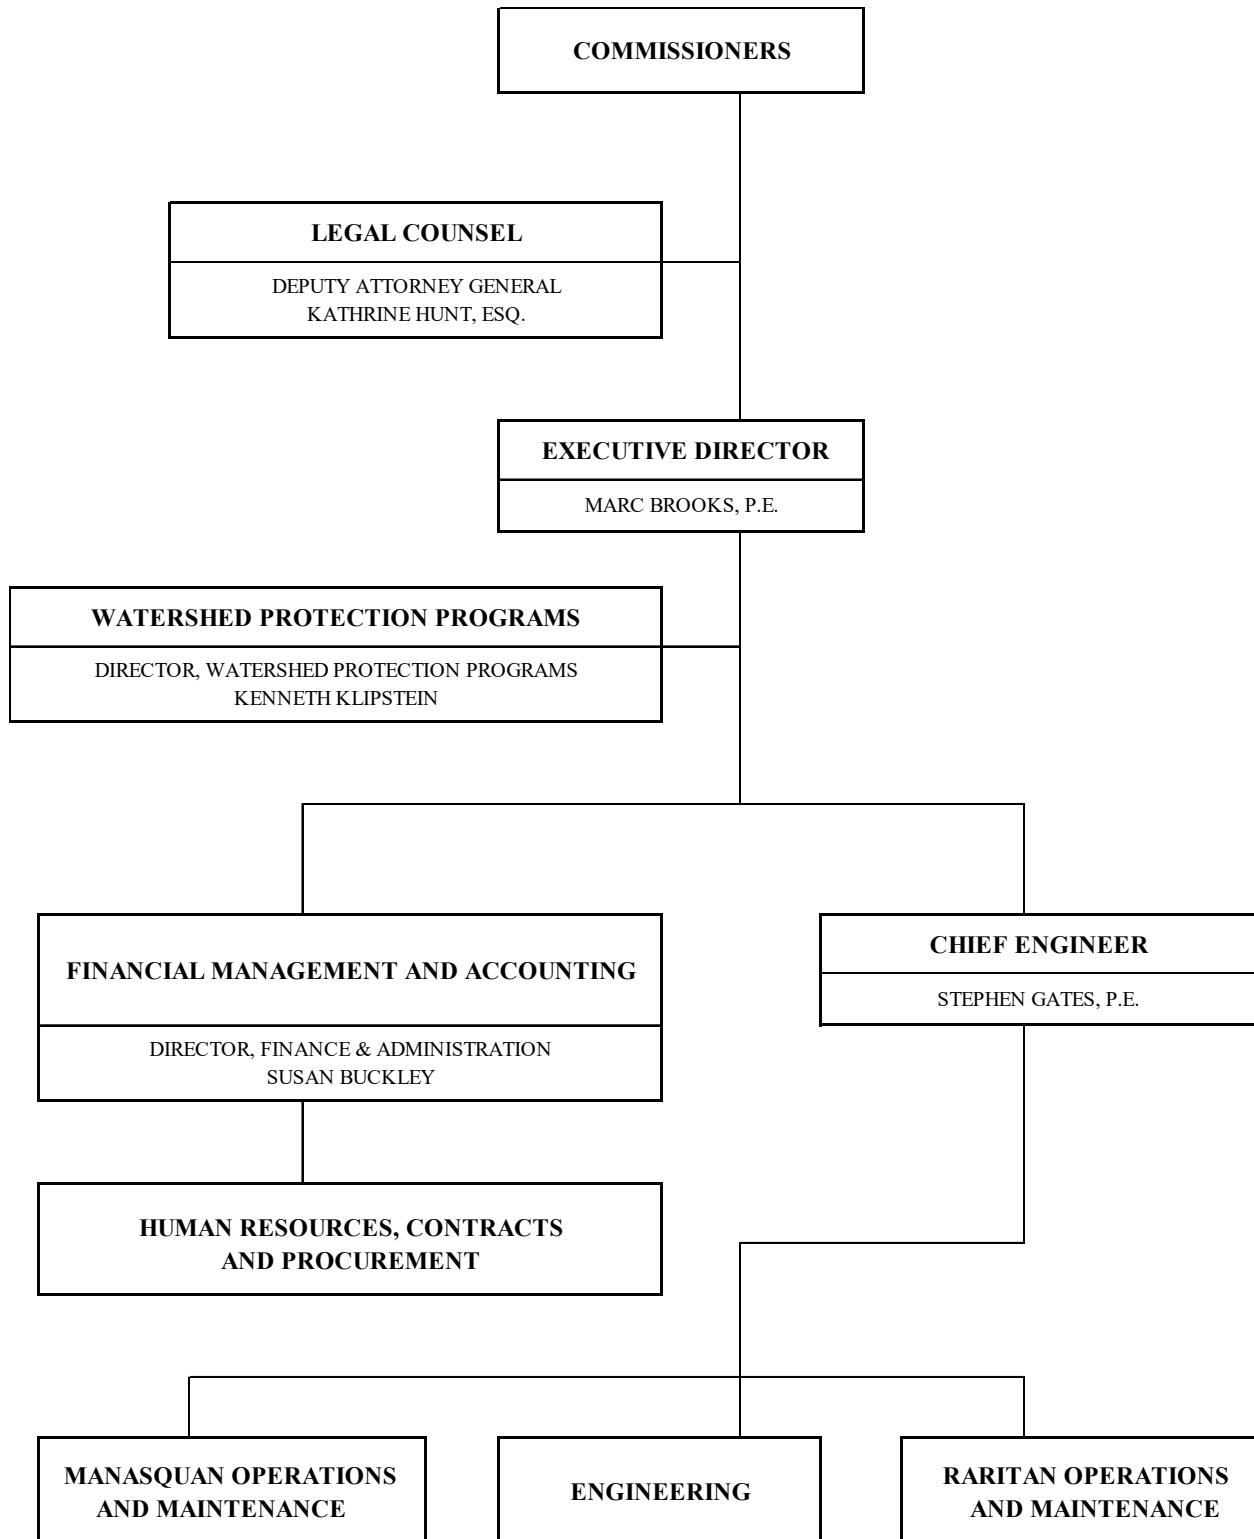 COMMISSIONERS
LEGAL COUNSEL
DEPUTY ATTORNEY GENERAL
KATHRINE HUNT, ESQ.
EXECUTIVE DIRECTOR
MARC BROOKS, P.E.
WATERSHED PROTECTION PROGRAMS
DIRECTOR, WATERSHED PROTECTION PROGRAMS
KENNETH KLIPSTEIN
FINANCIAL MANAGEMENT AND ACCOUNTING
DIRECTOR, FINANCE & ADMINISTRATION
SUSAN BUCKLEY
CHIEF ENGINEER
STEPHEN GATES, P.E.
HUMAN RESOURCES, CONTRACTS
AND PROCUREMENT
MANASQUAN OPERATIONS
AND MAINTENANCE
ENGINEERING
RARITAN OPERATIONS
AND MAINTENANCE